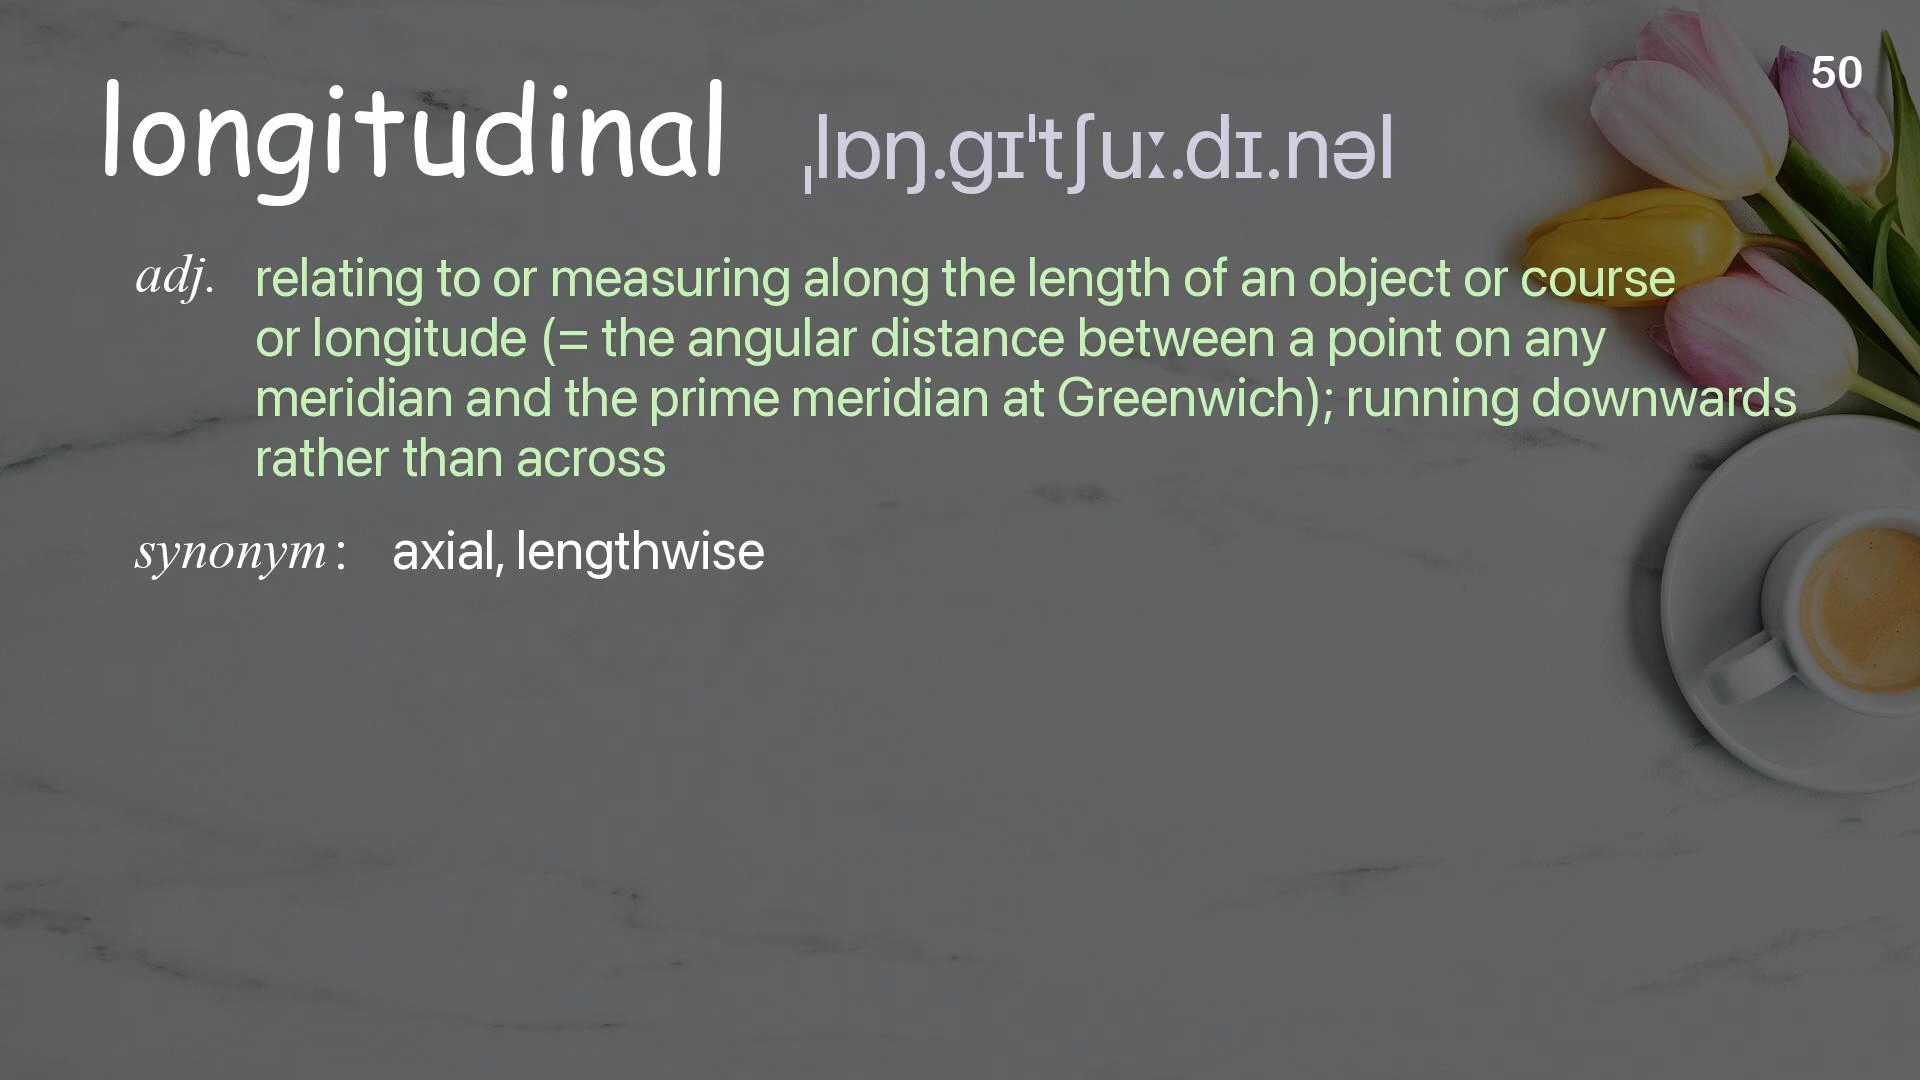 50
longitudinal ˌlɒŋ.ɡɪˈtʃuː.dɪ.nəl
adj. relating to or measuring along the length of an object or course
or longitude (= the angular distance between a point on any
meridian and the prime meridian at Greenwich); running downwards
rather than across
synonym: axial, lengthwise